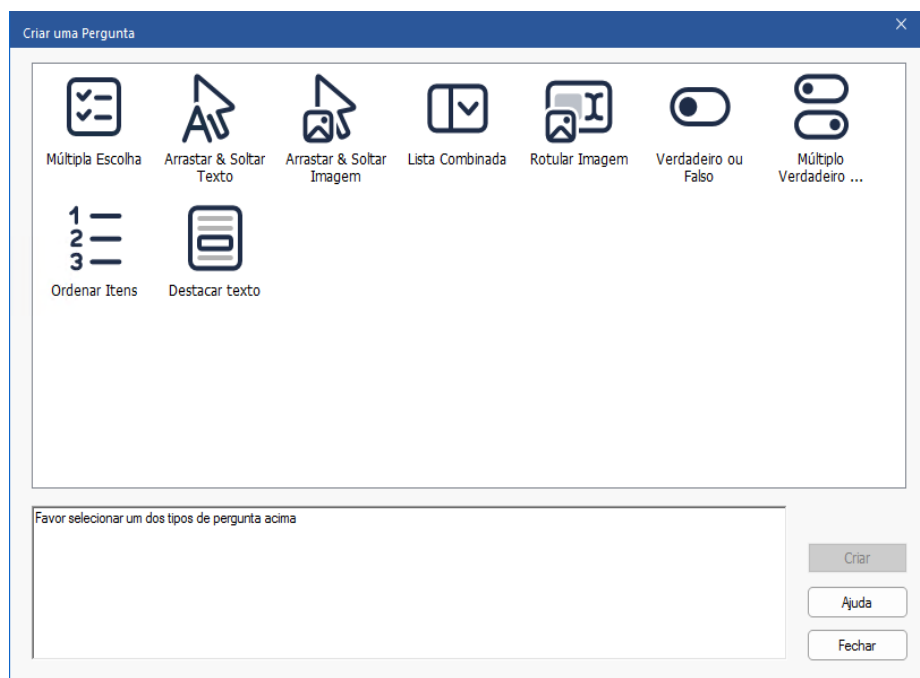 Criar uma Pergunta
Múltipla Escolha
Arrastar & Soltar
Texto
Arrastar & Soltar
Imagem
Lista Combinada
Rotular Imagem
Verdadeiro ou
Falso
Múltiplo
Verdadeiro ...
1
2
3
Ordenar Itens
Destacar texto
Favor selecionar um dos tipos de pergunta acima
Criar
Ajuda
Fechar